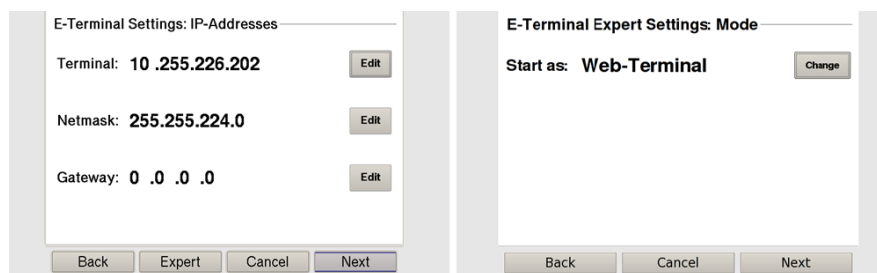 E-Terminal Settings: IP-Addresses
Terminal: 10 .255.226.202 Edit
Netmask: 255.255.224.0 Edit
Gateway: 0 .0 .0 .0 Edit
Back Expert Cancel Next
E-Terminal Expert Settings: Mode
Start as: Web-Terminal Change
Back Cancel Next